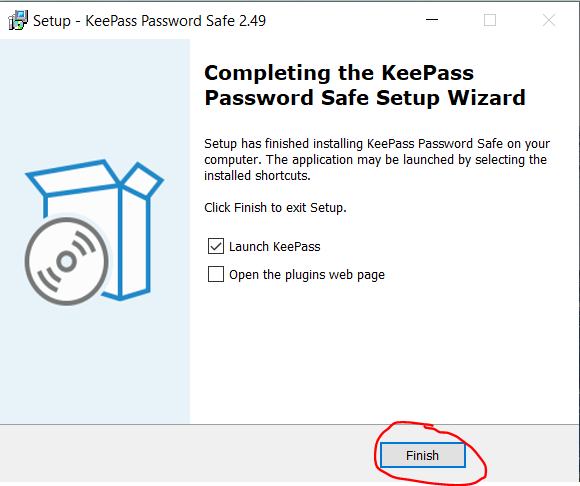 Setup - KeePass Password Safe 2.49
Completing the KeePass
Password Safe Setup Wizard
Setup has finished installing KeePass Password Safe on your
computer. The application may be launched by selecting the
installed shortcuts.
Click Finish to exit Setup.
Launch KeePass
Open the plugins web page
Finish